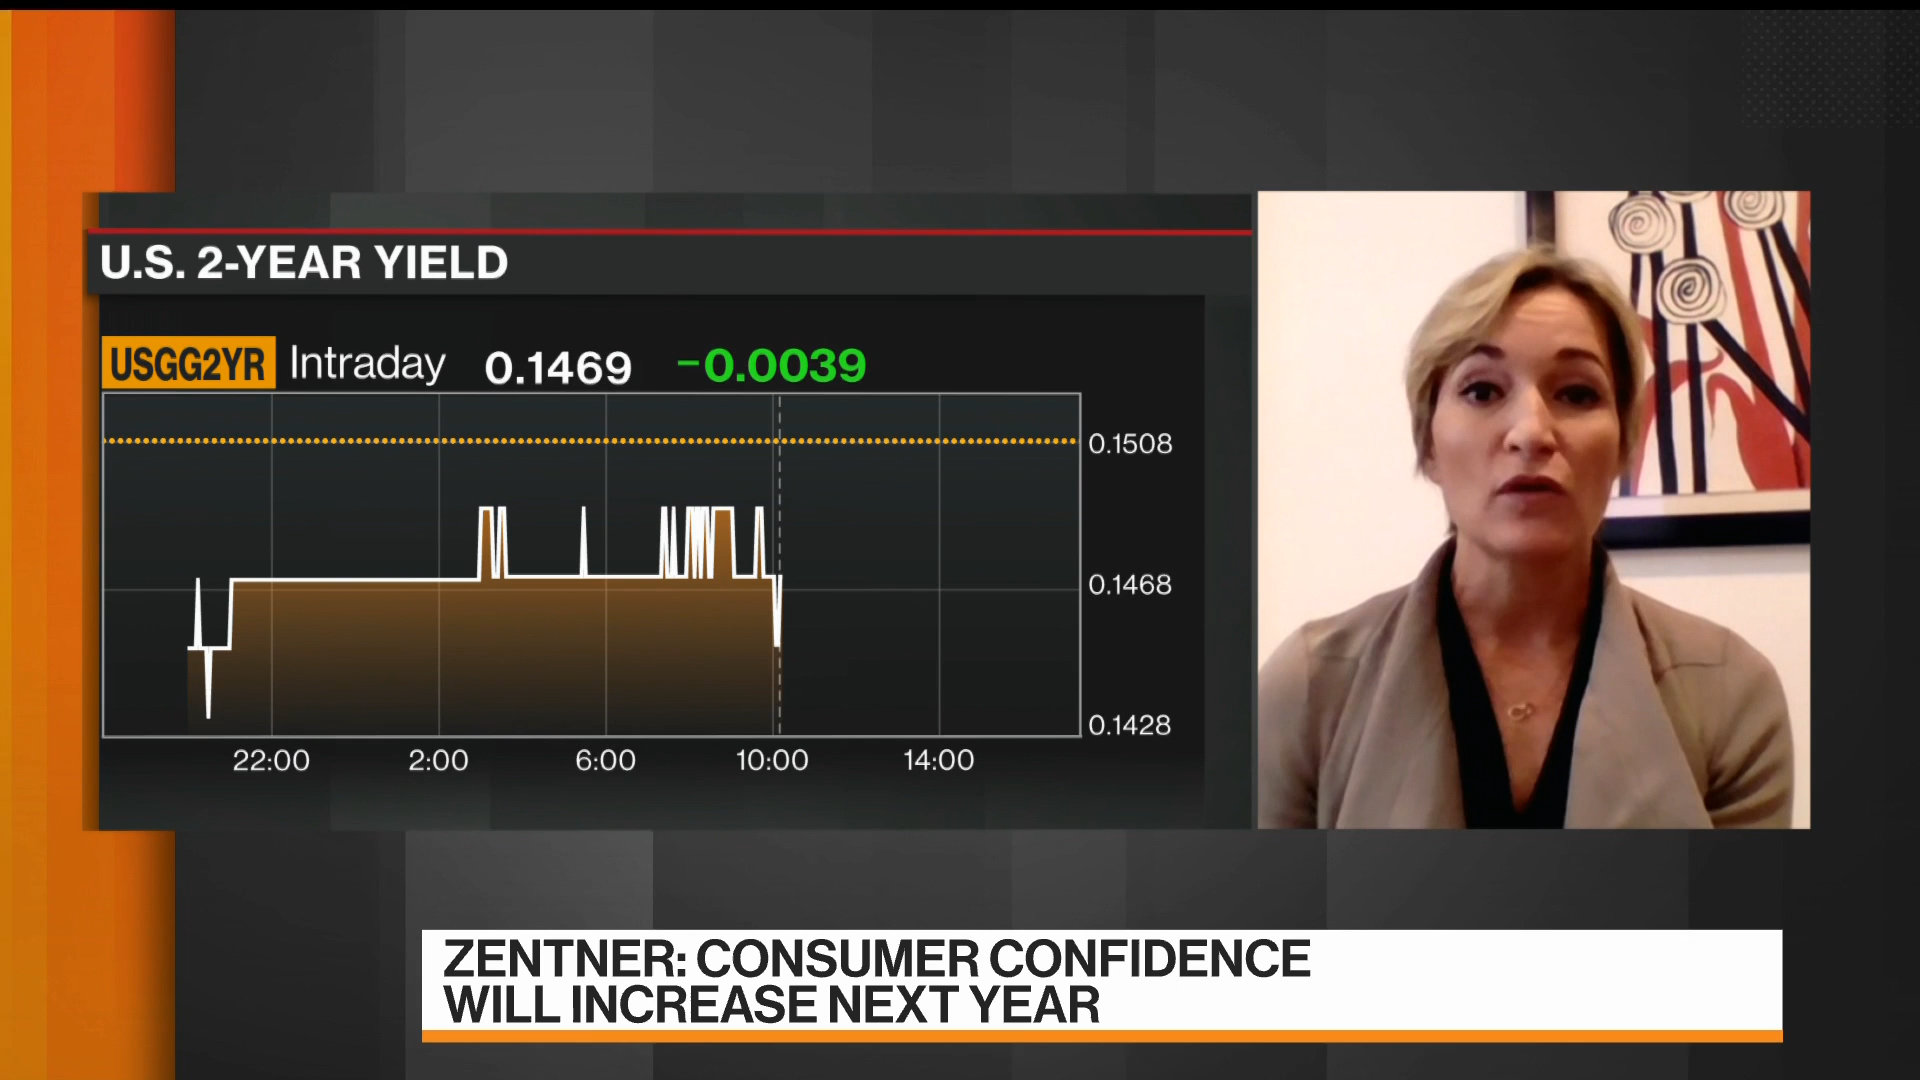 U.S. 2-YEAR YIELD
USGG2YR Intraday 0.1469 -0.0039
0.1508
0.1468
0.1428
22:00 2:00 6:00 10:00 14:00
ZENTNER: CONSUMER CONFIDENCE
WILL INCREASE NEXT YEAR